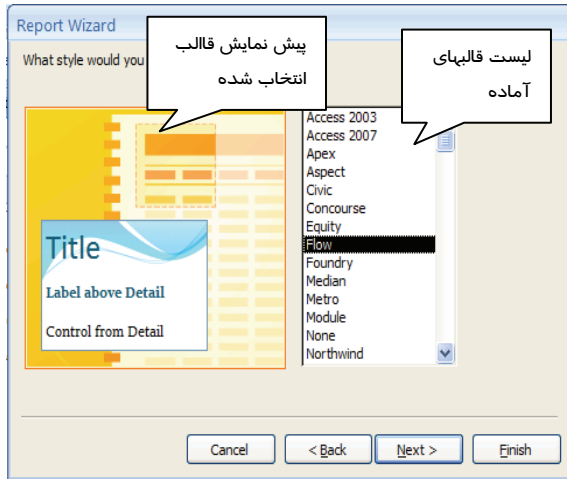 Report Wizard
What style would you
پیش نمایش قاالب
انتخاب شده
لیست قالبهای
آماده
Title
Label above Detail
Control from Detail
Access 2003
Access 2007
Apex
Aspect
Civic
Concourse
Equity
Flow
Foundry
Median
Metro
Module
None
Northwind
Cancel
< Back
Next >
Finish